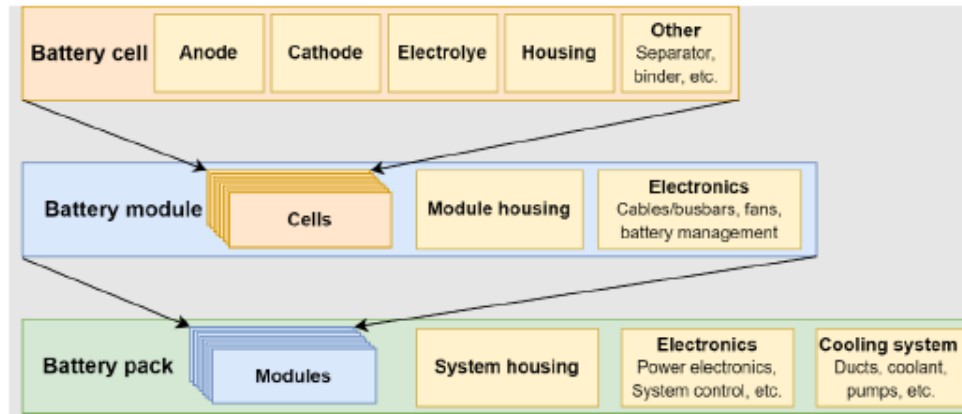 Battery cell
Anode
Cathode
Electrolye
Housing
Other
Separator,
binder, etc.
Battery module
Cells
Module housing
Electronics
Cables/busbars, fans,
battery management
Battery pack
Modules
System housing
Electronics
Power electronics,
System control, etc.
Cooling system
Ducts, coolant,
pumps, etc.